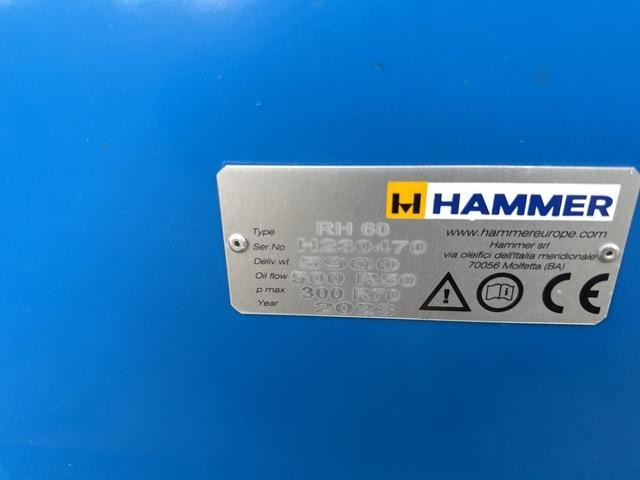 HAMMER
Type RH 60
Ser.No. H230470
Deliv.wt 5900
Oil flow 500 R50
p max 300 R70
Year 2023
www.hammereurope.com
Hammer srl
via oleifici dell'Italia meridionale
70056 Molfetta (BA)
CE